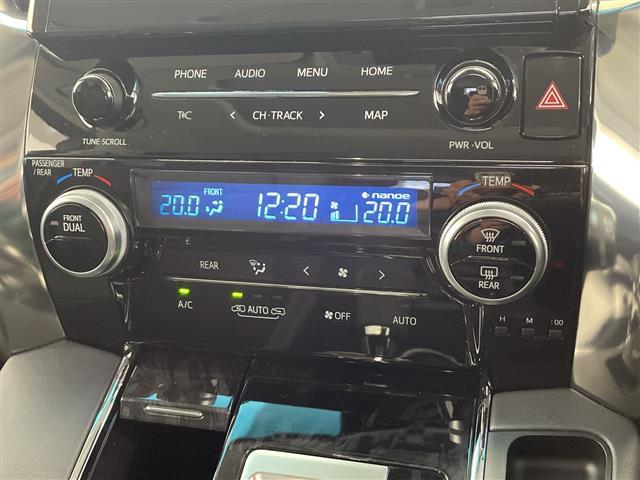 PHONE AUDIO MENU HOME
T&C < CH·TRACK > MAP
TUNE·SCROLL PWR·VOL
PASSENGER /REAR TEMP TEMP
FRONT nanoe
20.0 12:20 20.0
FRONT DUAL
FRONT
REAR
REAR < >
A/C AUTO OFF AUTO
H M :00